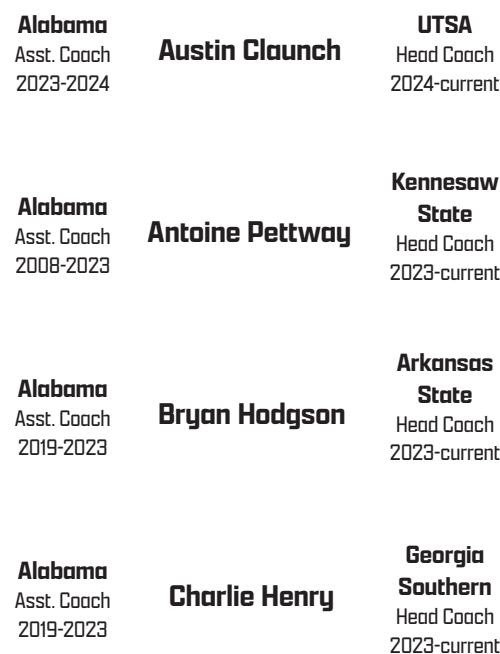 Alabama
Asst. Coach
2023-2024
Austin Claunch
UTSA
Head Coach
2024-current
Alabama
Asst. Coach
2008-2023
Antoine Pettway
Kennesaw
State
Head Coach
2023-current
Alabama
Asst. Coach
2019-2023
Bryan Hodgson
Arkansas
State
Head Coach
2023-current
Alabama
Asst. Coach
2019-2023
Charlie Henry
Georgia
Southern
Head Coach
2023-current